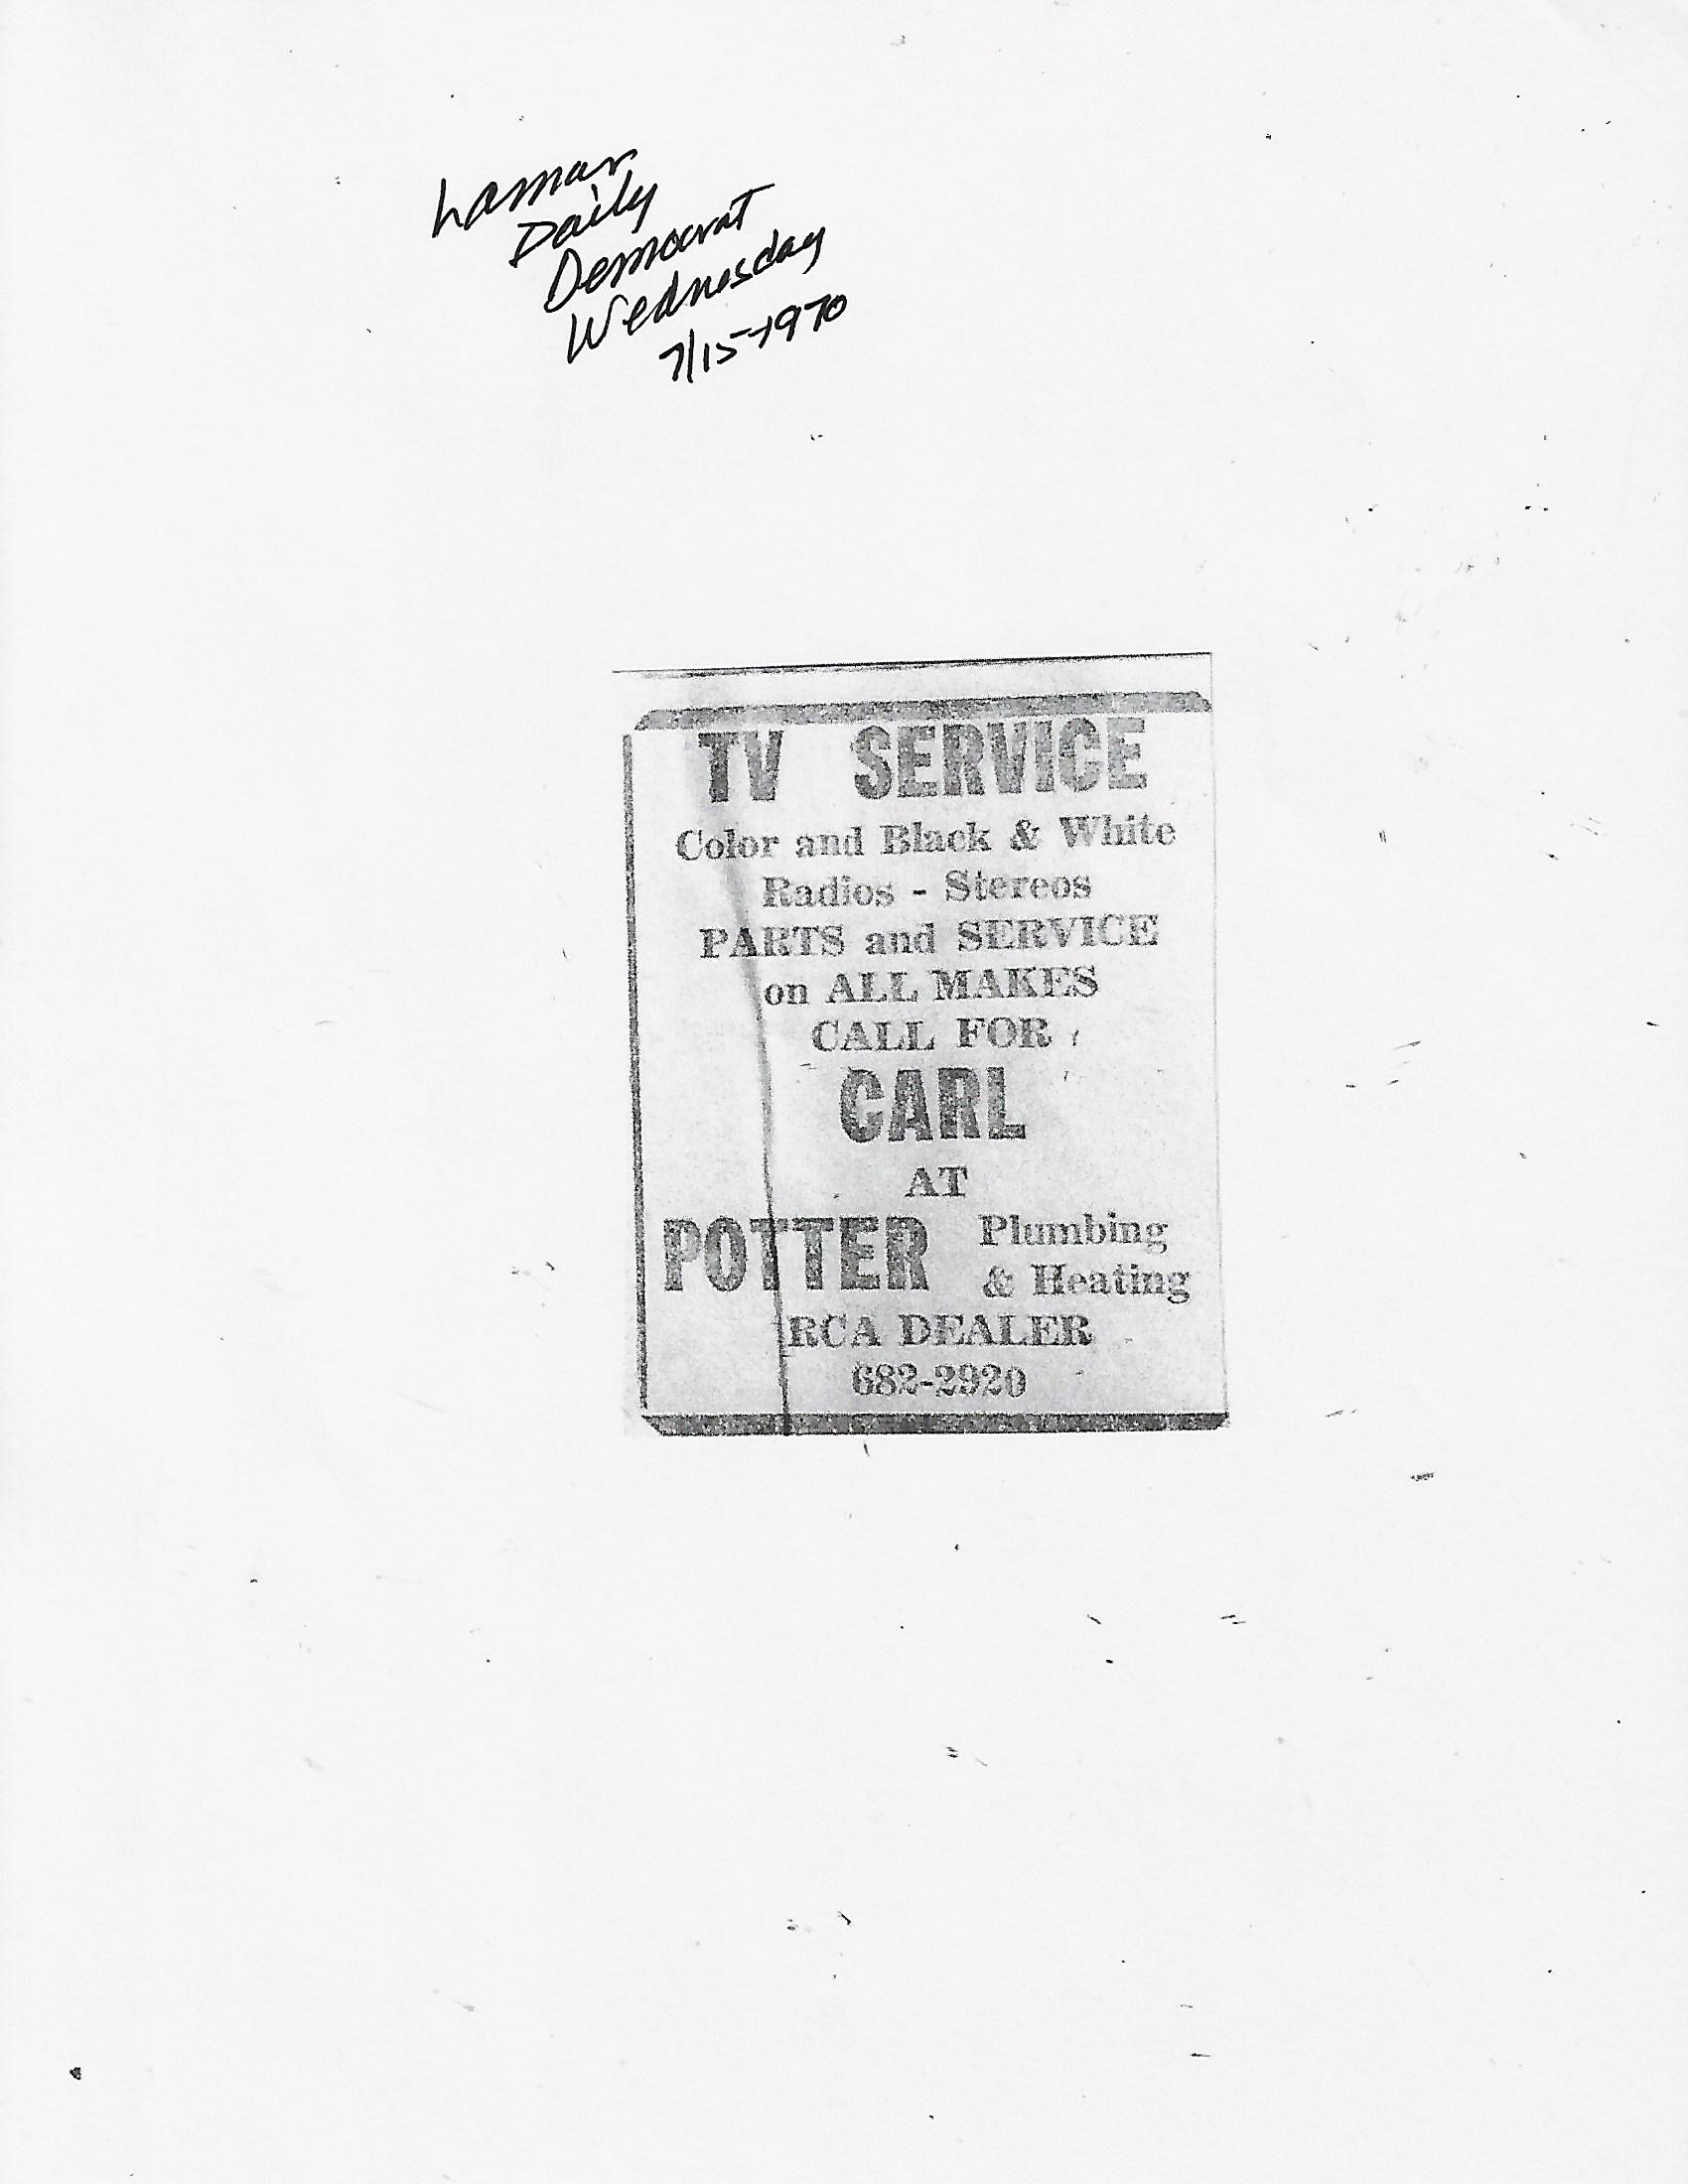 Lamar
Daily
Democrat
Wednesday
7/15-1970
TV SERVICE
Color and Black & White
Radios - Stereos
PARTS and SERVICE
on ALL MAKES
CALL FOR
CARL
AT
POTTER Plumbing
& Heating
RCA DEALER
682-2920